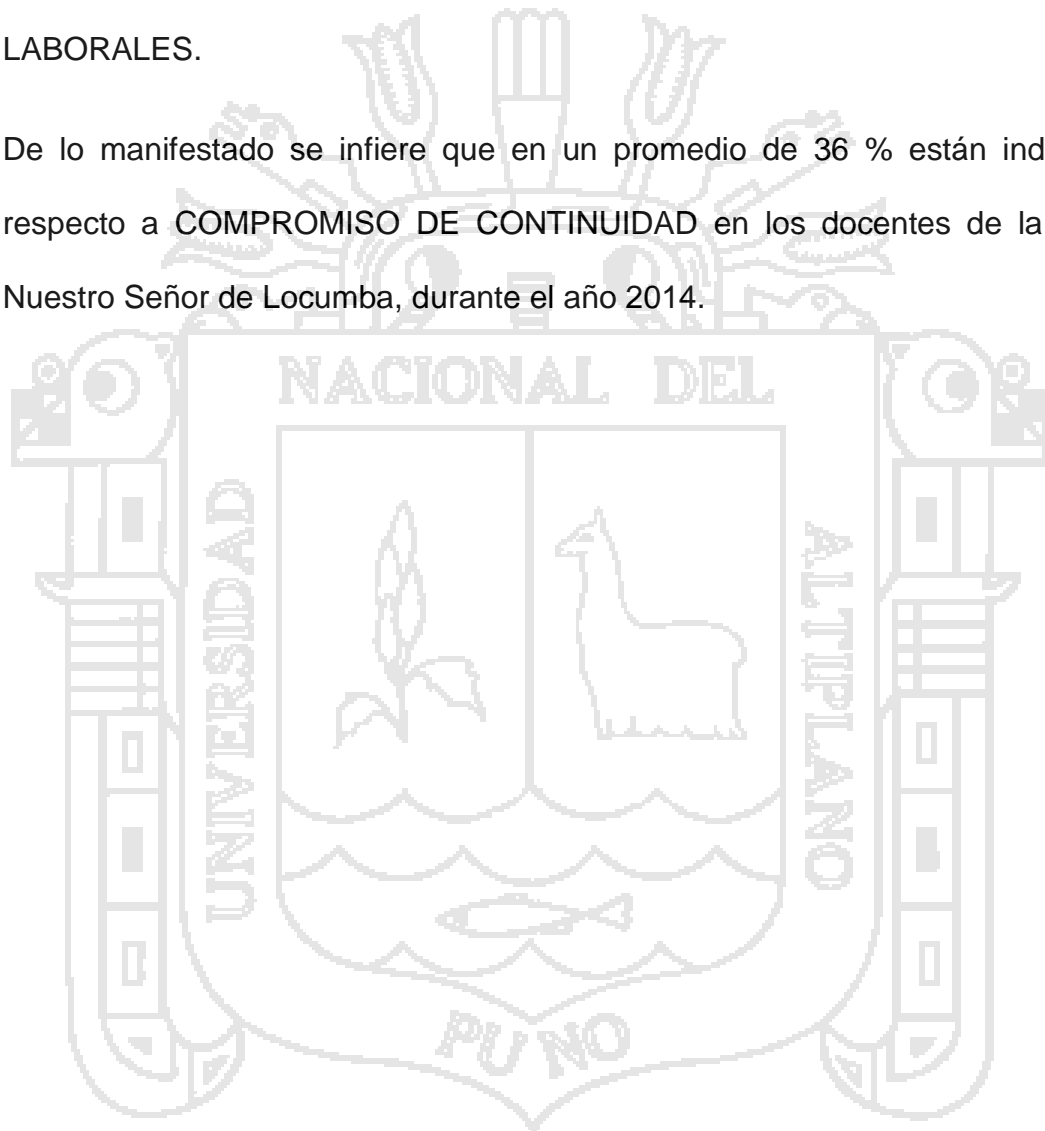 LABORALES.
De lo manifestado se infiere que en un promedio de 36 % están ind
respecto a COMPROMISO DE CONTINUIDAD en los docentes de la
Nuestro Señor de Locumba, durante el año 2014.
NACIONAL DEL
UNIVERSIDAD
ALTIPLANO
PUNO